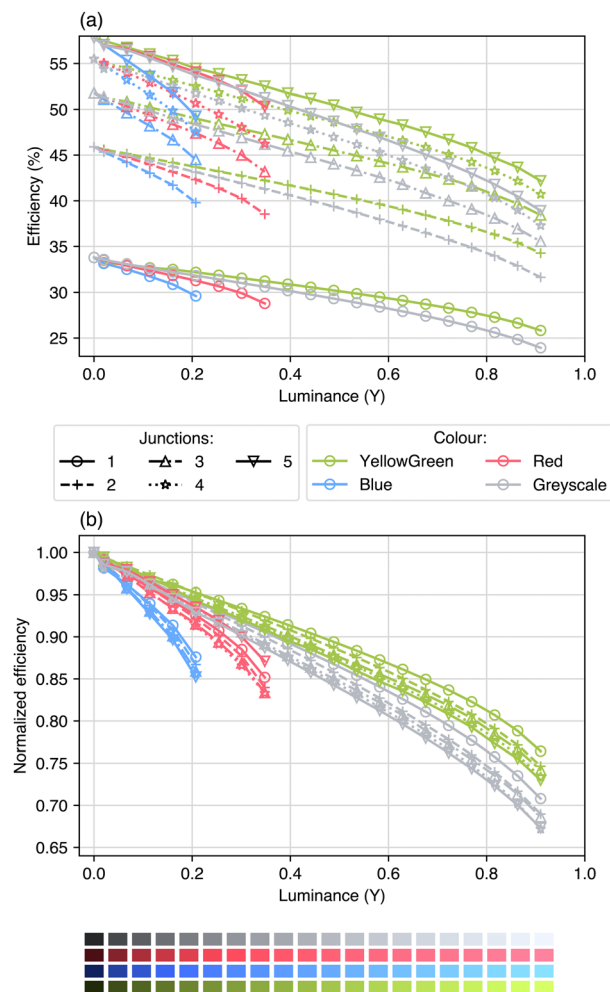 (a)
55
50
45
40
35
30
25
Efficiency (%)
0.0 0.2 0.4 0.6 0.8 1.0
Luminance (Y)
Junctions:
1 3 5
2 4
Colour:
YellowGreen Red
Blue Greyscale
(b)
1.00
0.95
0.90
0.85
0.80
0.75
0.70
0.65
Normalized efficiency
0.0 0.2 0.4 0.6 0.8 1.0
Luminance (Y)